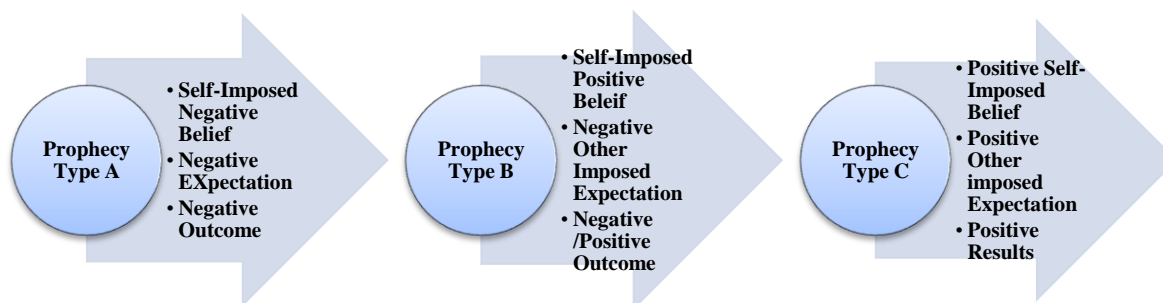 Prophecy
Type A
• Self-Imposed
Negative
Belief
• Negative
EXpectation
• Negative
Outcome
Prophecy
Type B
• Self-Imposed
Positive
Beleif
• Negative
Other
Imposed
Expectation
• Negative
/Positive
Outcome
Prophecy
Type C
• Positive Self-
Imposed
Belief
• Positive
Other
imposed
Expectation
• Positive
Results